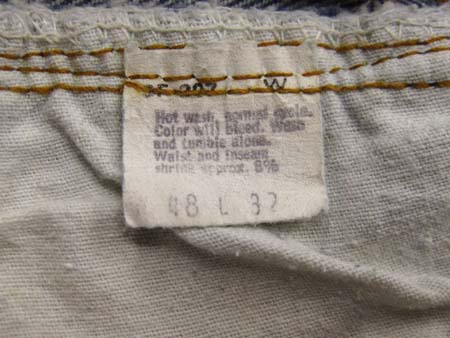 W
Hot wash, normal cycle.
Color will bleed. Wash
and tumble alone.
Waist and inseam
shrink approx. 8%
48 L 32